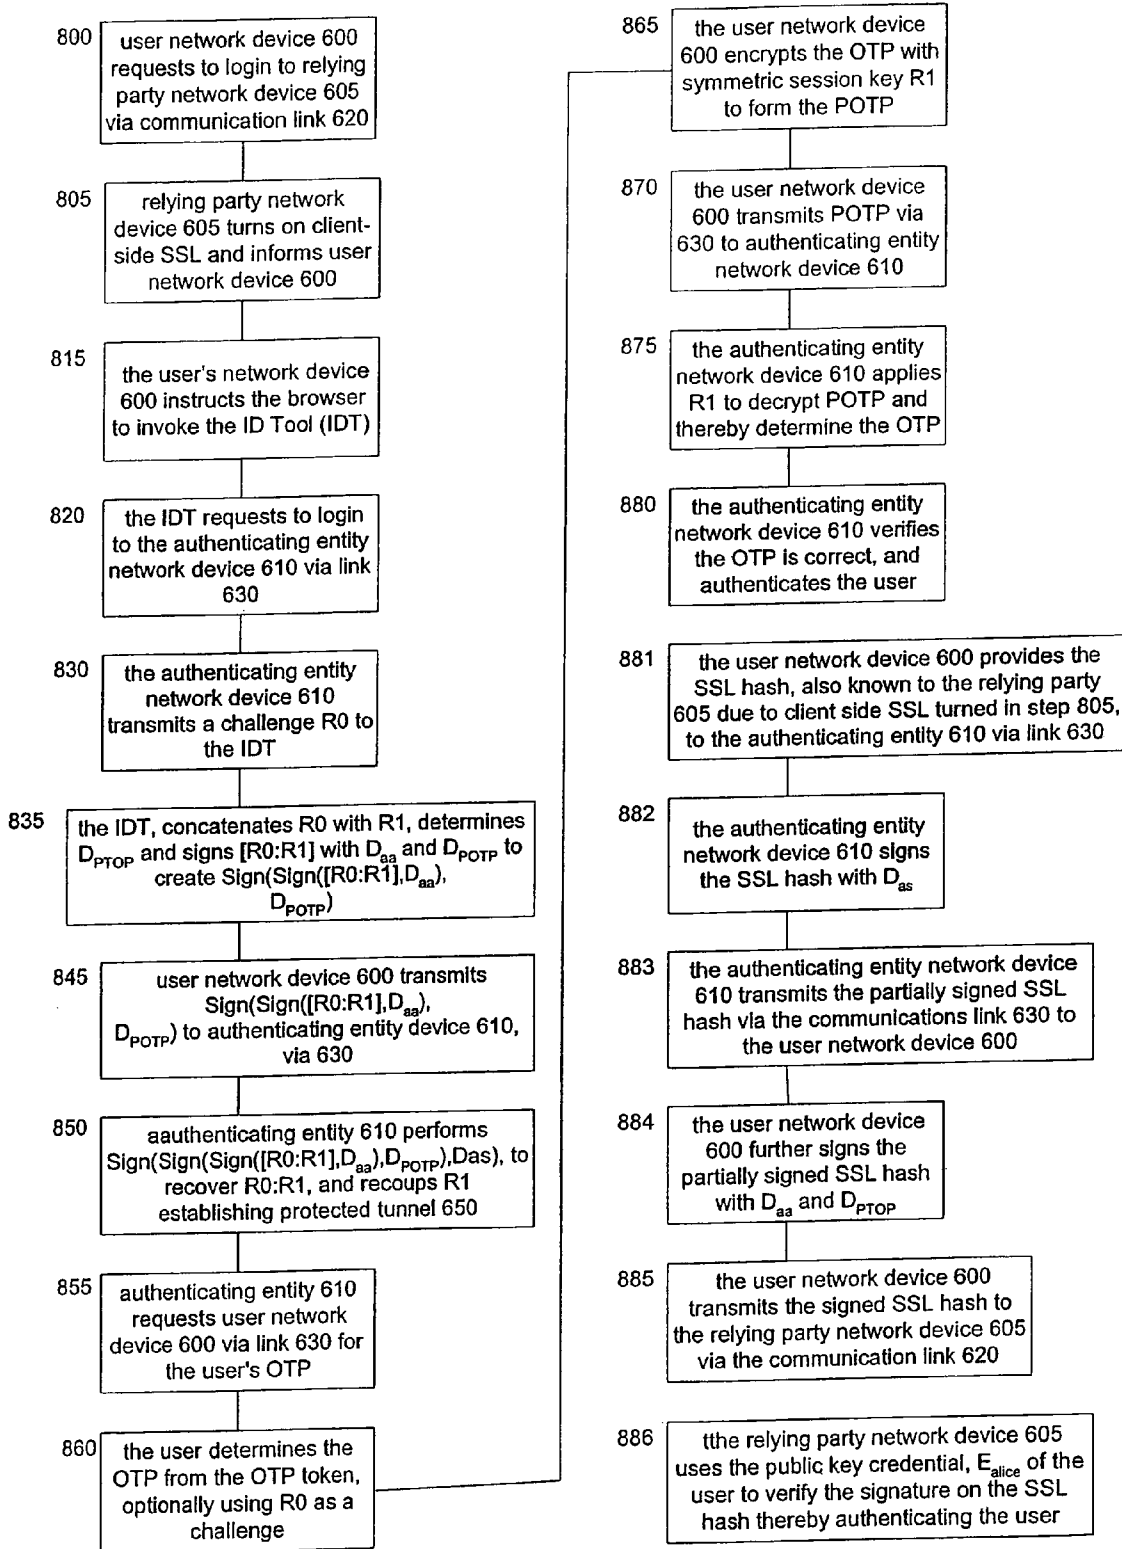 800
user network device 600
requests to login to relying
party network device 605
via communication link 620
805
relying party network
device 605 turns on client-
side SSL and informs user
network device 600
815
the user's network device
600 instructs the browser
to invoke the ID Tool (IDT)
820
the IDT requests to login
to the authenticating entity
network device 610 via link
630
830
the authenticating entity
network device 610
transmits a challenge R0 to
the IDT
835
the IDT, concatenates R0 with R1, determines
D_PTOP and signs [R0:R1] with D_aa and D_POTP to
create Sign(Sign([R0:R1],D_aa),
D_POTP)
845
user network device 600 transmits
Sign(Sign([R0:R1],D_aa),
D_POTP) to authenticating entity device 610,
via 630
850
aauthenticating entity 610 performs
Sign(Sign(Sign([R0:R1],D_aa),D_POTP),Das), to
recover R0:R1, and recoups R1
establishing protected tunnel 650
855
authenticating entity 610
requests user network
device 600 via link 630 for
the user's OTP
860
the user determines the
OTP from the OTP token,
optionally using R0 as a
challenge
865
the user network device
600 encrypts the OTP with
symmetric session key R1
to form the POTP
870
the user network device
600 transmits POTP via
630 to authenticating entity
network device 610
875
the authenticating entity
network device 610 applies
R1 to decrypt POTP and
thereby determine the OTP
880
the authenticating entity
network device 610 verifies
the OTP is correct, and
authenticates the user
881
the user network device 600 provides the
SSL hash, also known to the relying party
605 due to client side SSL turned in step 805,
to the authenticating entity 610 via link 630
882
the authenticating entity
network device 610 signs
the SSL hash with D_as
883
the authenticating entity network device
610 transmits the partially signed SSL
hash via the communications link 630 to
the user network device 600
884
the user network device
600 further signs the
partially signed SSL hash
with D_aa and D_PTOP
885
the user network device 600
transmits the signed SSL hash to
the relying party network device 605
via the communication link 620
886
tthe relying party network device 605
uses the public key credential, E_alice of the
user to verify the signature on the SSL
hash thereby authenticating the user